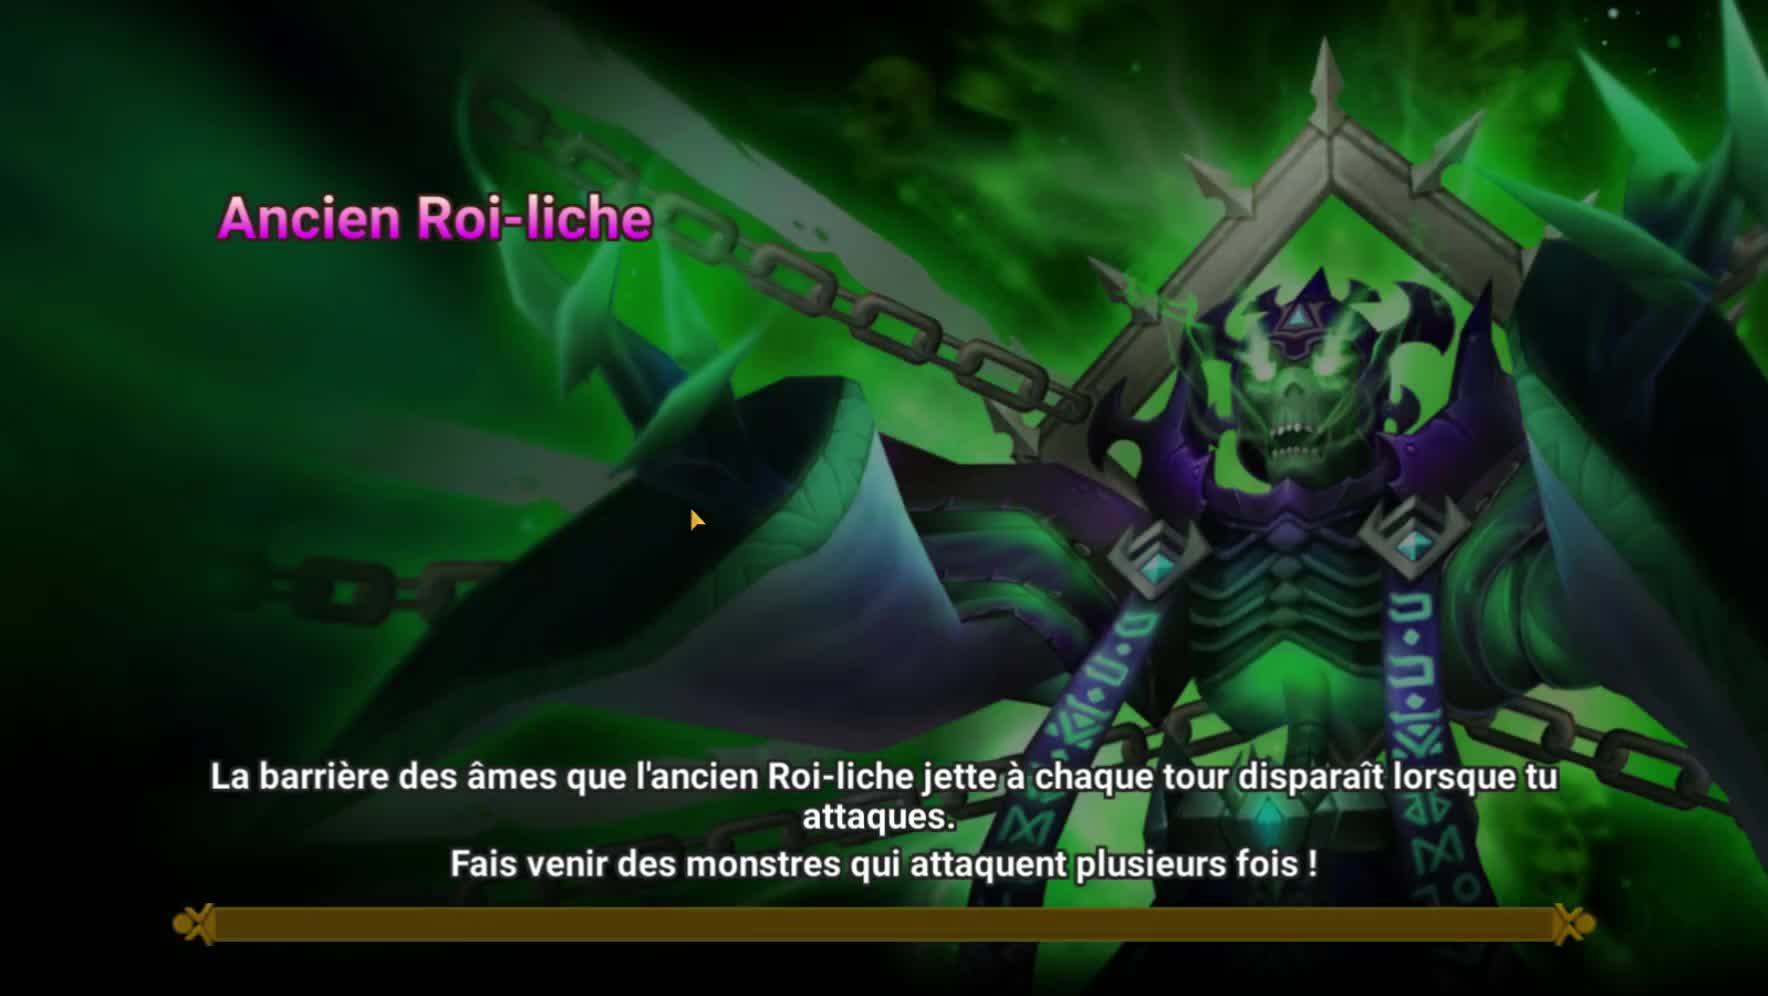 Ancien Roi-liche
La barrière des âmes que l'ancien Roi-liche jette à chaque tour disparaît lorsque tu
attaques.
Fais venir des monstres qui attaquent plusieurs fois !